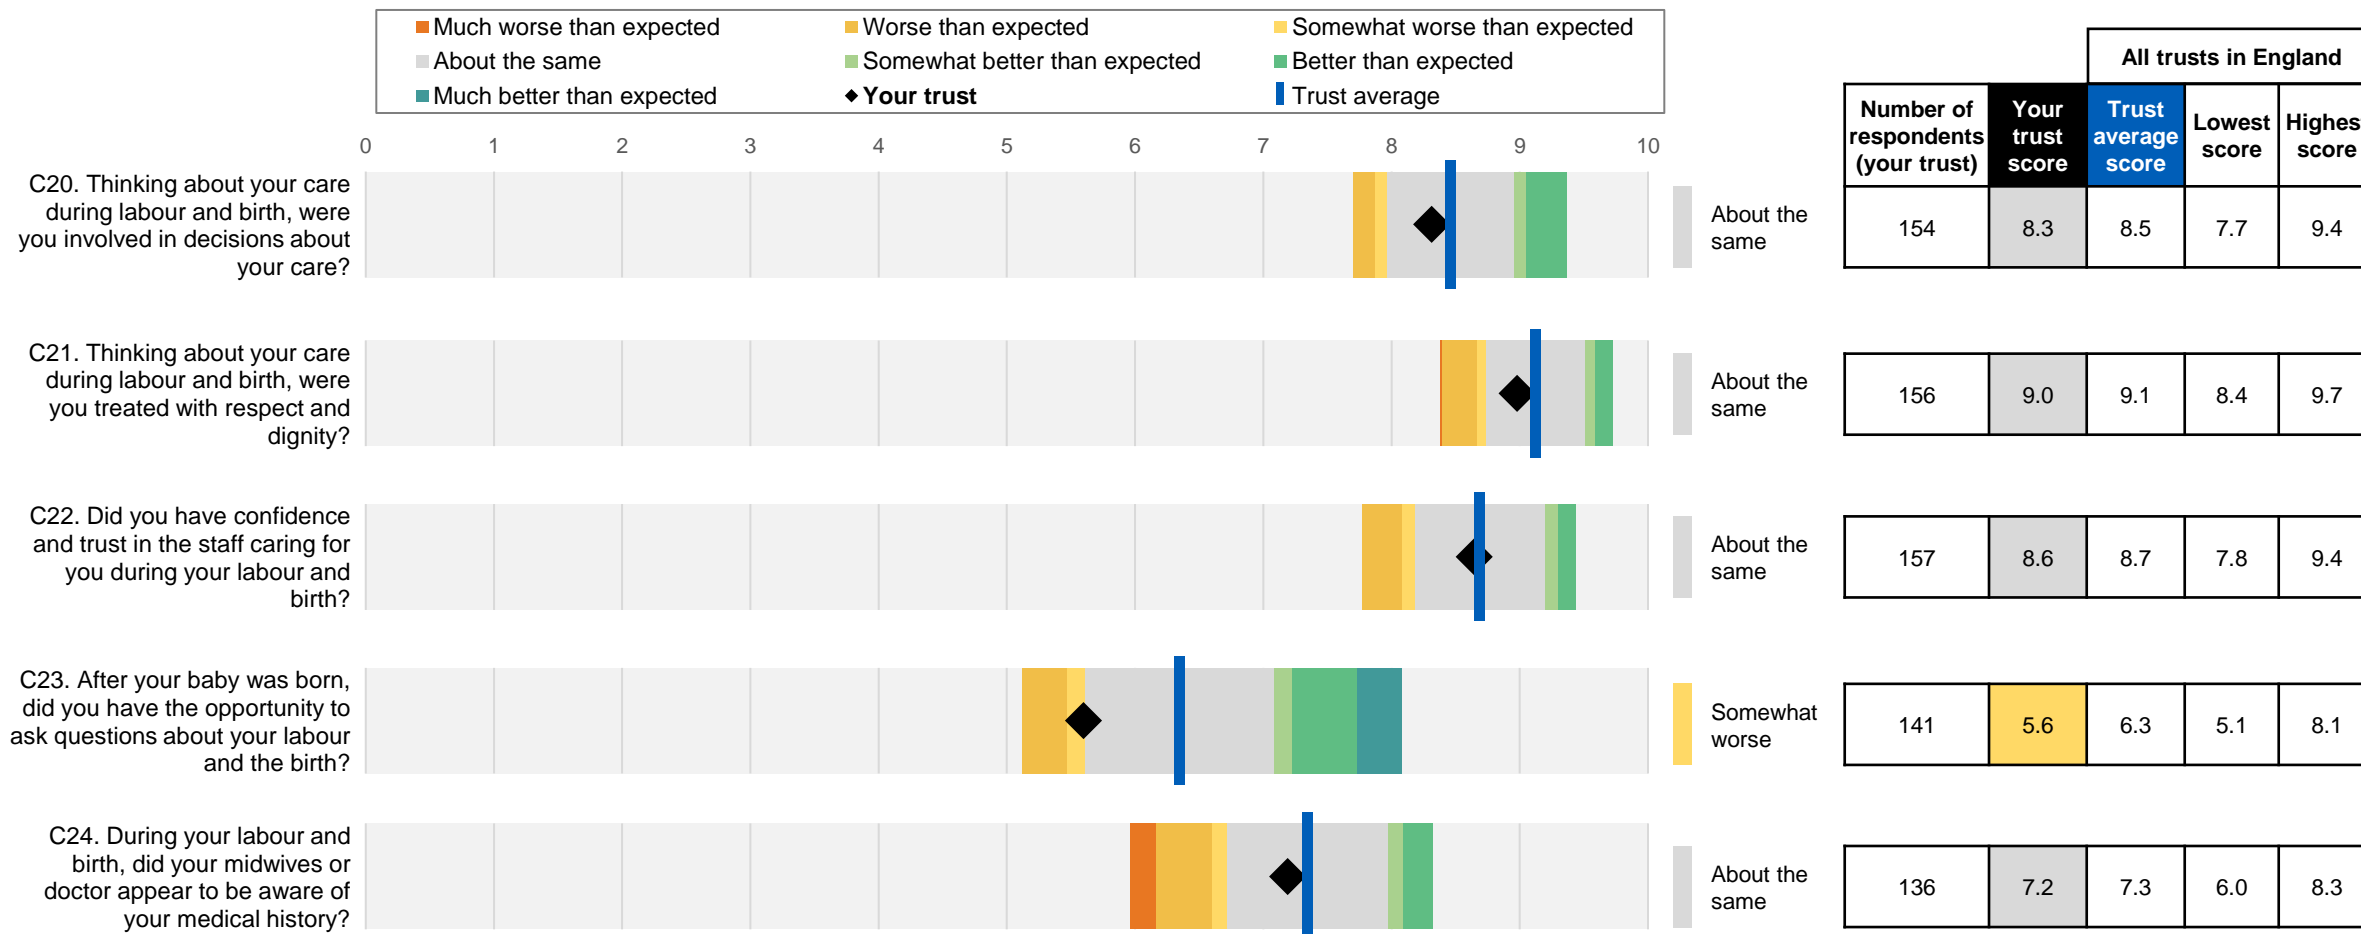 Much worse than expected
Worse than expected
Somewhat worse than expected
About the same
Somewhat better than expected
Better than expected
Much better than expected
Your trust
Trust average
All trusts in England
Number of
respondents
(your trust)
Your
trust
score
Trust
average
score
Lowest
score
Highest
score
0 1 2 3 4 5 6 7 8 9 10
C20. Thinking about your care
during labour and birth, were
you involved in decisions about
your care?
About the
same
154 8.3 8.5 7.7 9.4
C21. Thinking about your care
during labour and birth, were
you treated with respect and
dignity?
About the
same
156 9.0 9.1 8.4 9.7
C22. Did you have confidence
and trust in the staff caring for
you during your labour and
birth?
About the
same
157 8.6 8.7 7.8 9.4
C23. After your baby was born,
did you have the opportunity to
ask questions about your labour
and the birth?
Somewhat
worse
141 5.6 6.3 5.1 8.1
C24. During your labour and
birth, did your midwives or
doctor appear to be aware of
your medical history?
About the
same
136 7.2 7.3 6.0 8.3